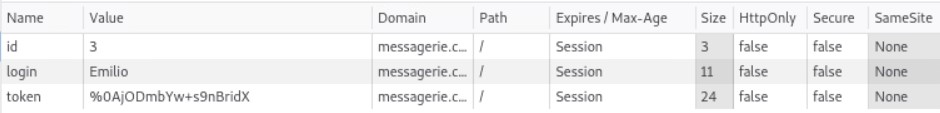 Name Value Domain Path Expires / Max-Age Size HttpOnly Secure SameSite
id 3 messagerie.c... / Session 3 false false None
login Emilio messagerie.c... / Session 11 false false None
token %0AjODmbYw+s9nBridX messagerie.c... / Session 24 false false None